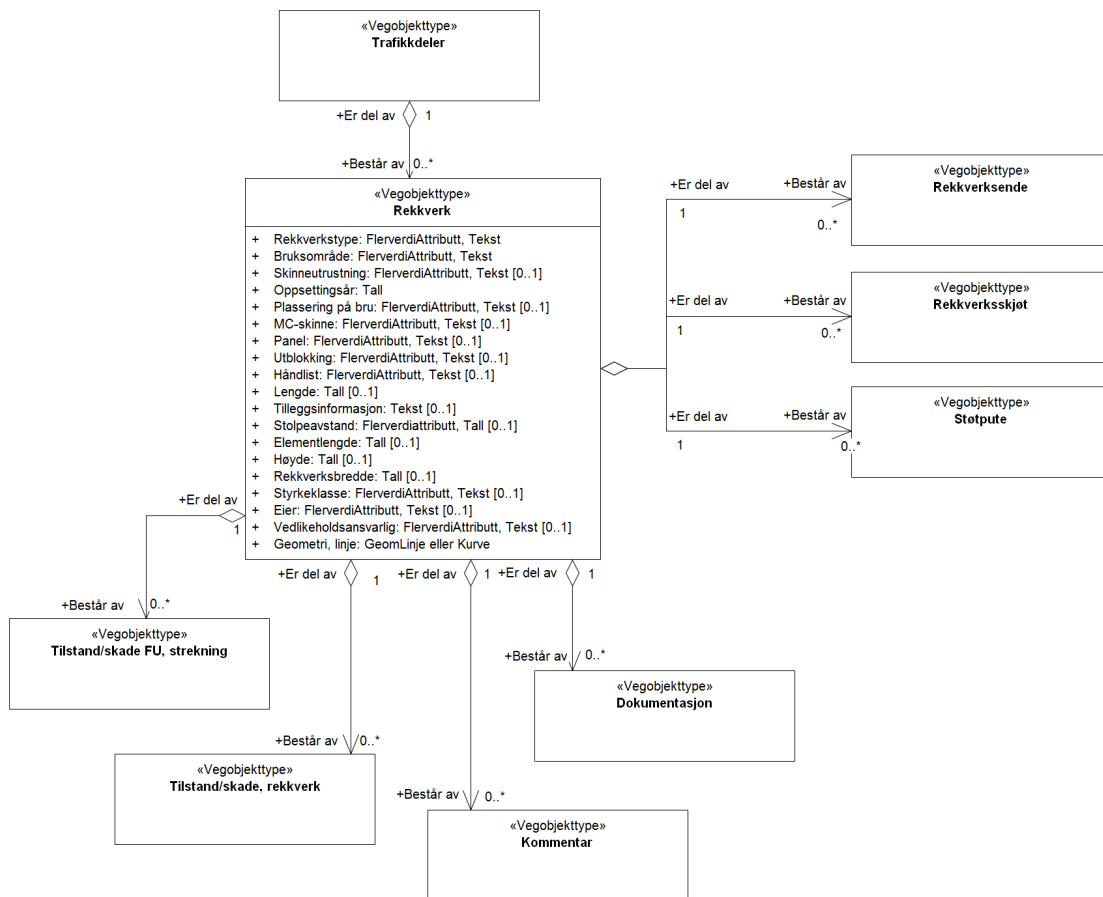 «Vegobjekttype»
Trafikkdeler
+Er del av 1
+Består av 0..*
«Vegobjekttype»
Rekkverk
+ Rekkverkstype: FlerverdiAttributt, Tekst
+ Bruksområde: FlerverdiAttributt, Tekst
+ Skinneutrustning: FlerverdiAttributt, Tekst [0..1]
+ Oppsettingsår: Tall
+ Plassering på bru: FlerverdiAttributt, Tekst [0..1]
+ MC-skinne: FlerverdiAttributt, Tekst [0..1]
+ Panel: FlerverdiAttributt, Tekst [0..1]
+ Utblokking: FlerverdiAttributt, Tekst [0..1]
+ Håndlist: FlerverdiAttributt, Tekst [0..1]
+ Lengde: Tall [0..1]
+ Tilleggsinformasjon: Tekst [0..1]
+ Stolpeavstand: Flerverdiattributt, Tall [0..1]
+ Elementlengde: Tall [0..1]
+ Høyde: Tall [0..1]
+ Rekkverksbredde: Tall [0..1]
+ Styrkeklasse: FlerverdiAttributt, Tekst [0..1]
+ Eier: FlerverdiAttributt, Tekst [0..1]
+ Vedlikeholdsansvarlig: FlerverdiAttributt, Tekst [0..1]
+ Geometri, linje: GeomLinje eller Kurve
+Er del av
1
+Består av
0..*
«Vegobjekttype»
Rekkverksende
+Er del av
1
+Består av
0..*
«Vegobjekttype»
Rekkverksskjøt
+Er del av
1
+Består av
0..*
«Vegobjekttype»
Støtpute
+Er del av
1
+Består av 0..*
«Vegobjekttype»
Tilstand/skade FU, strekning
+Er del av 1
+Består av 0..*
«Vegobjekttype»
Tilstand/skade, rekkverk
+Er del av 1
+Består av 0..*
«Vegobjekttype»
Kommentar
+Er del av 1
+Består av 0..*
«Vegobjekttype»
Dokumentasjon